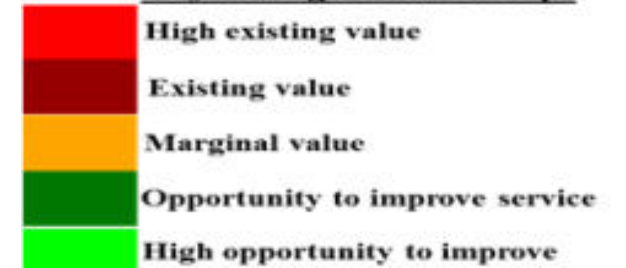 High existing value
Existing value
Marginal value
Opportunity to improve service
High opportunity to improve